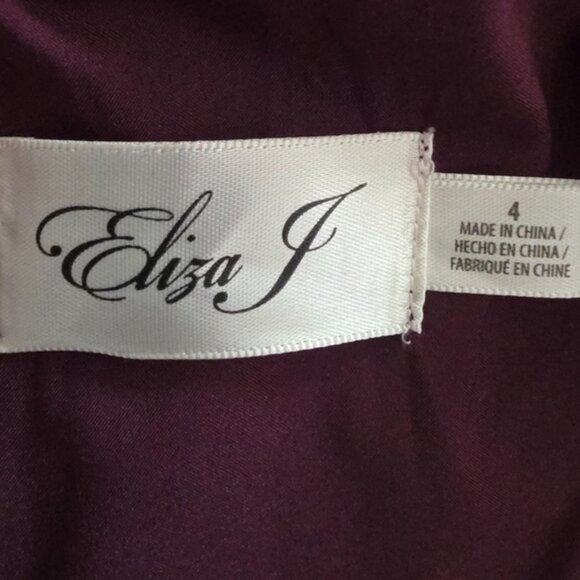 Eliza J
4
MADE IN CHINA /
HECHO EN CHINA /
FABRIQUÉ EN CHINE